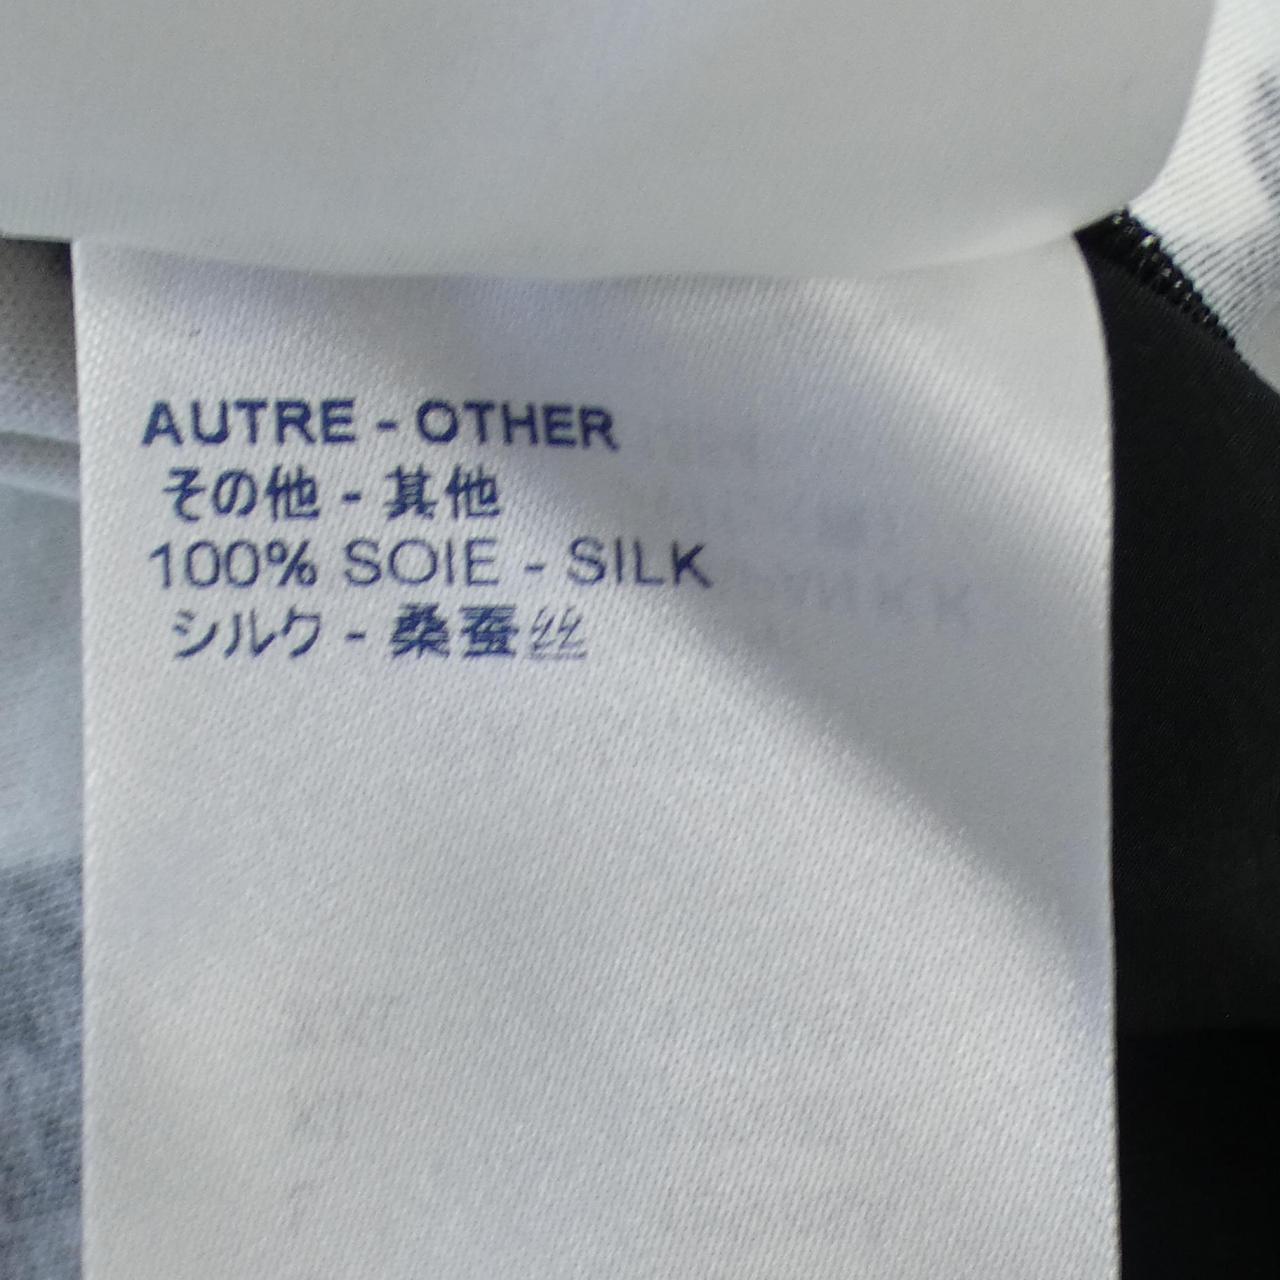 AUTRE - OTHER
その他 - 其他
100% SOIE - SILK
シルク - 桑蚕丝